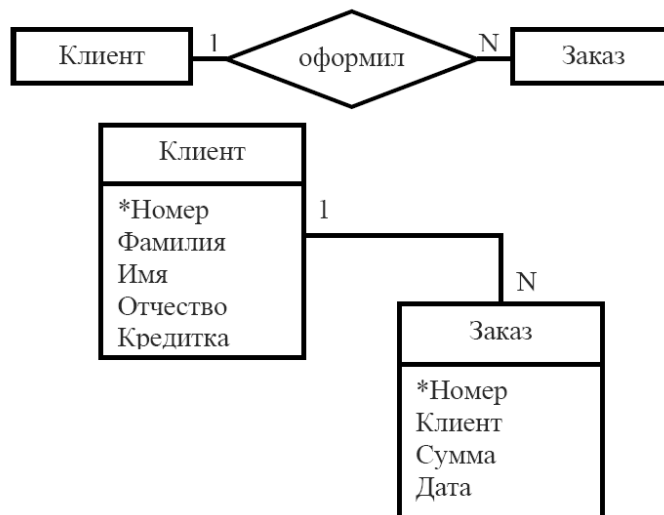 Клиент 1 оформил N Заказ
Клиент
*Номер
Фамилия
Имя
Отчество
Кредитка
1
N
Заказ
*Номер
Клиент
Сумма
Дата